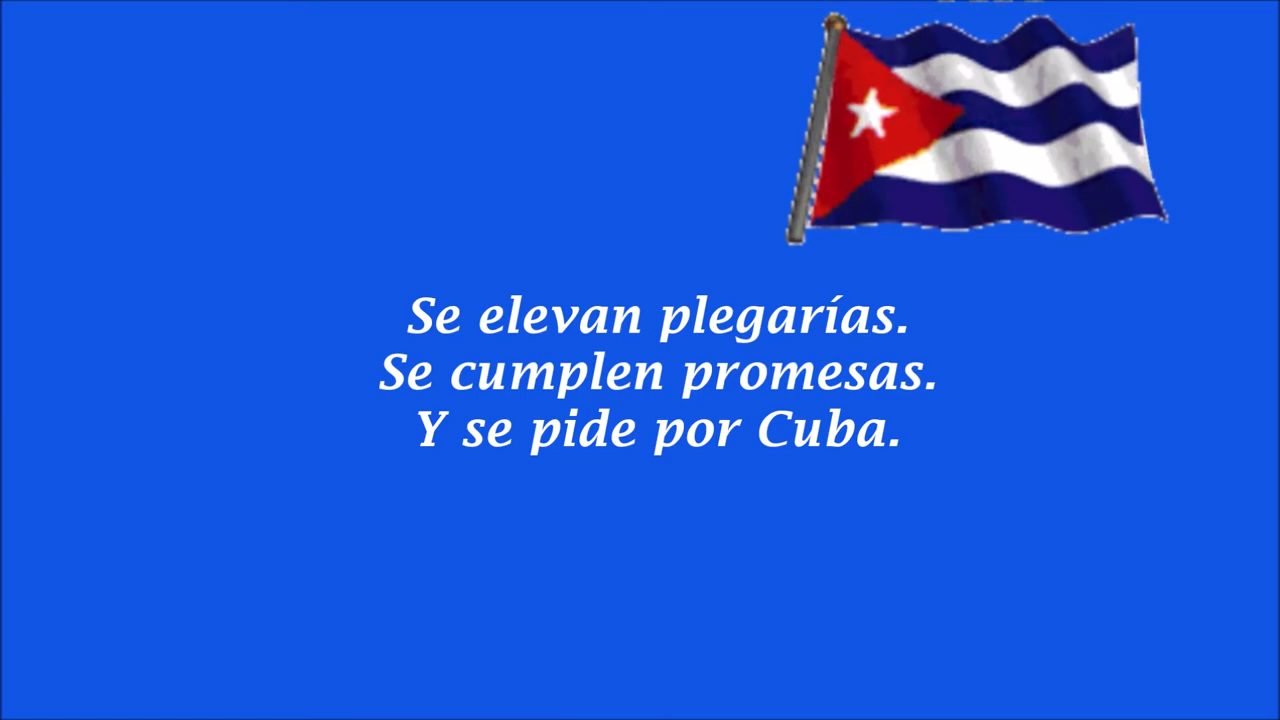 Se elevan plegarías.
Se cumplen promesas.
Y se pide por Cuba.